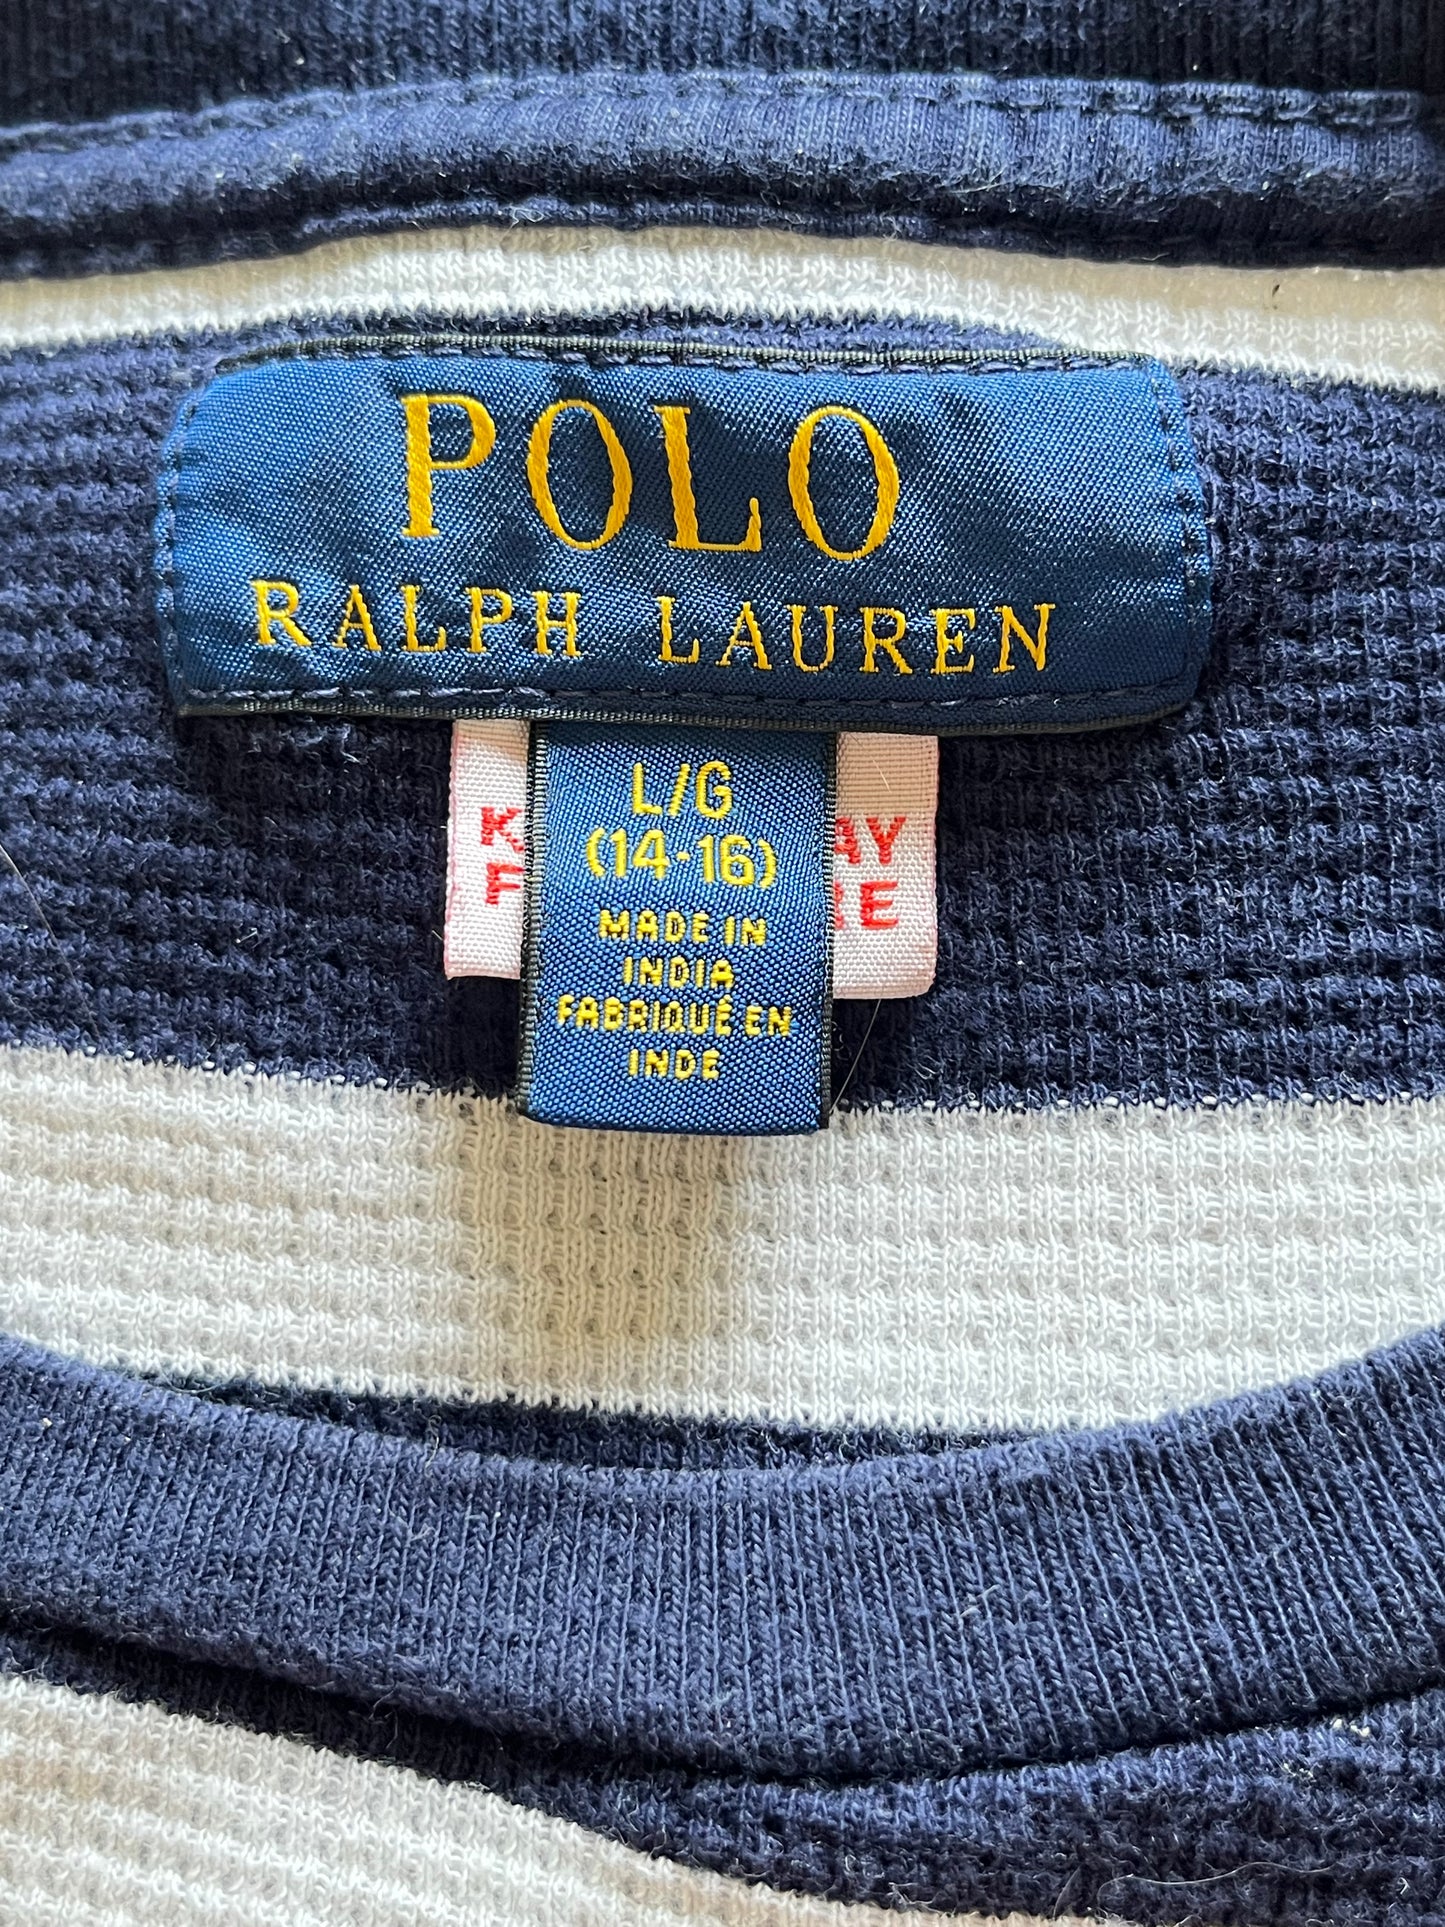 POLO
RALPH LAUREN
L/G
(14-16)
MADE IN
INDIA
FABRIQUÉ EN
INDE